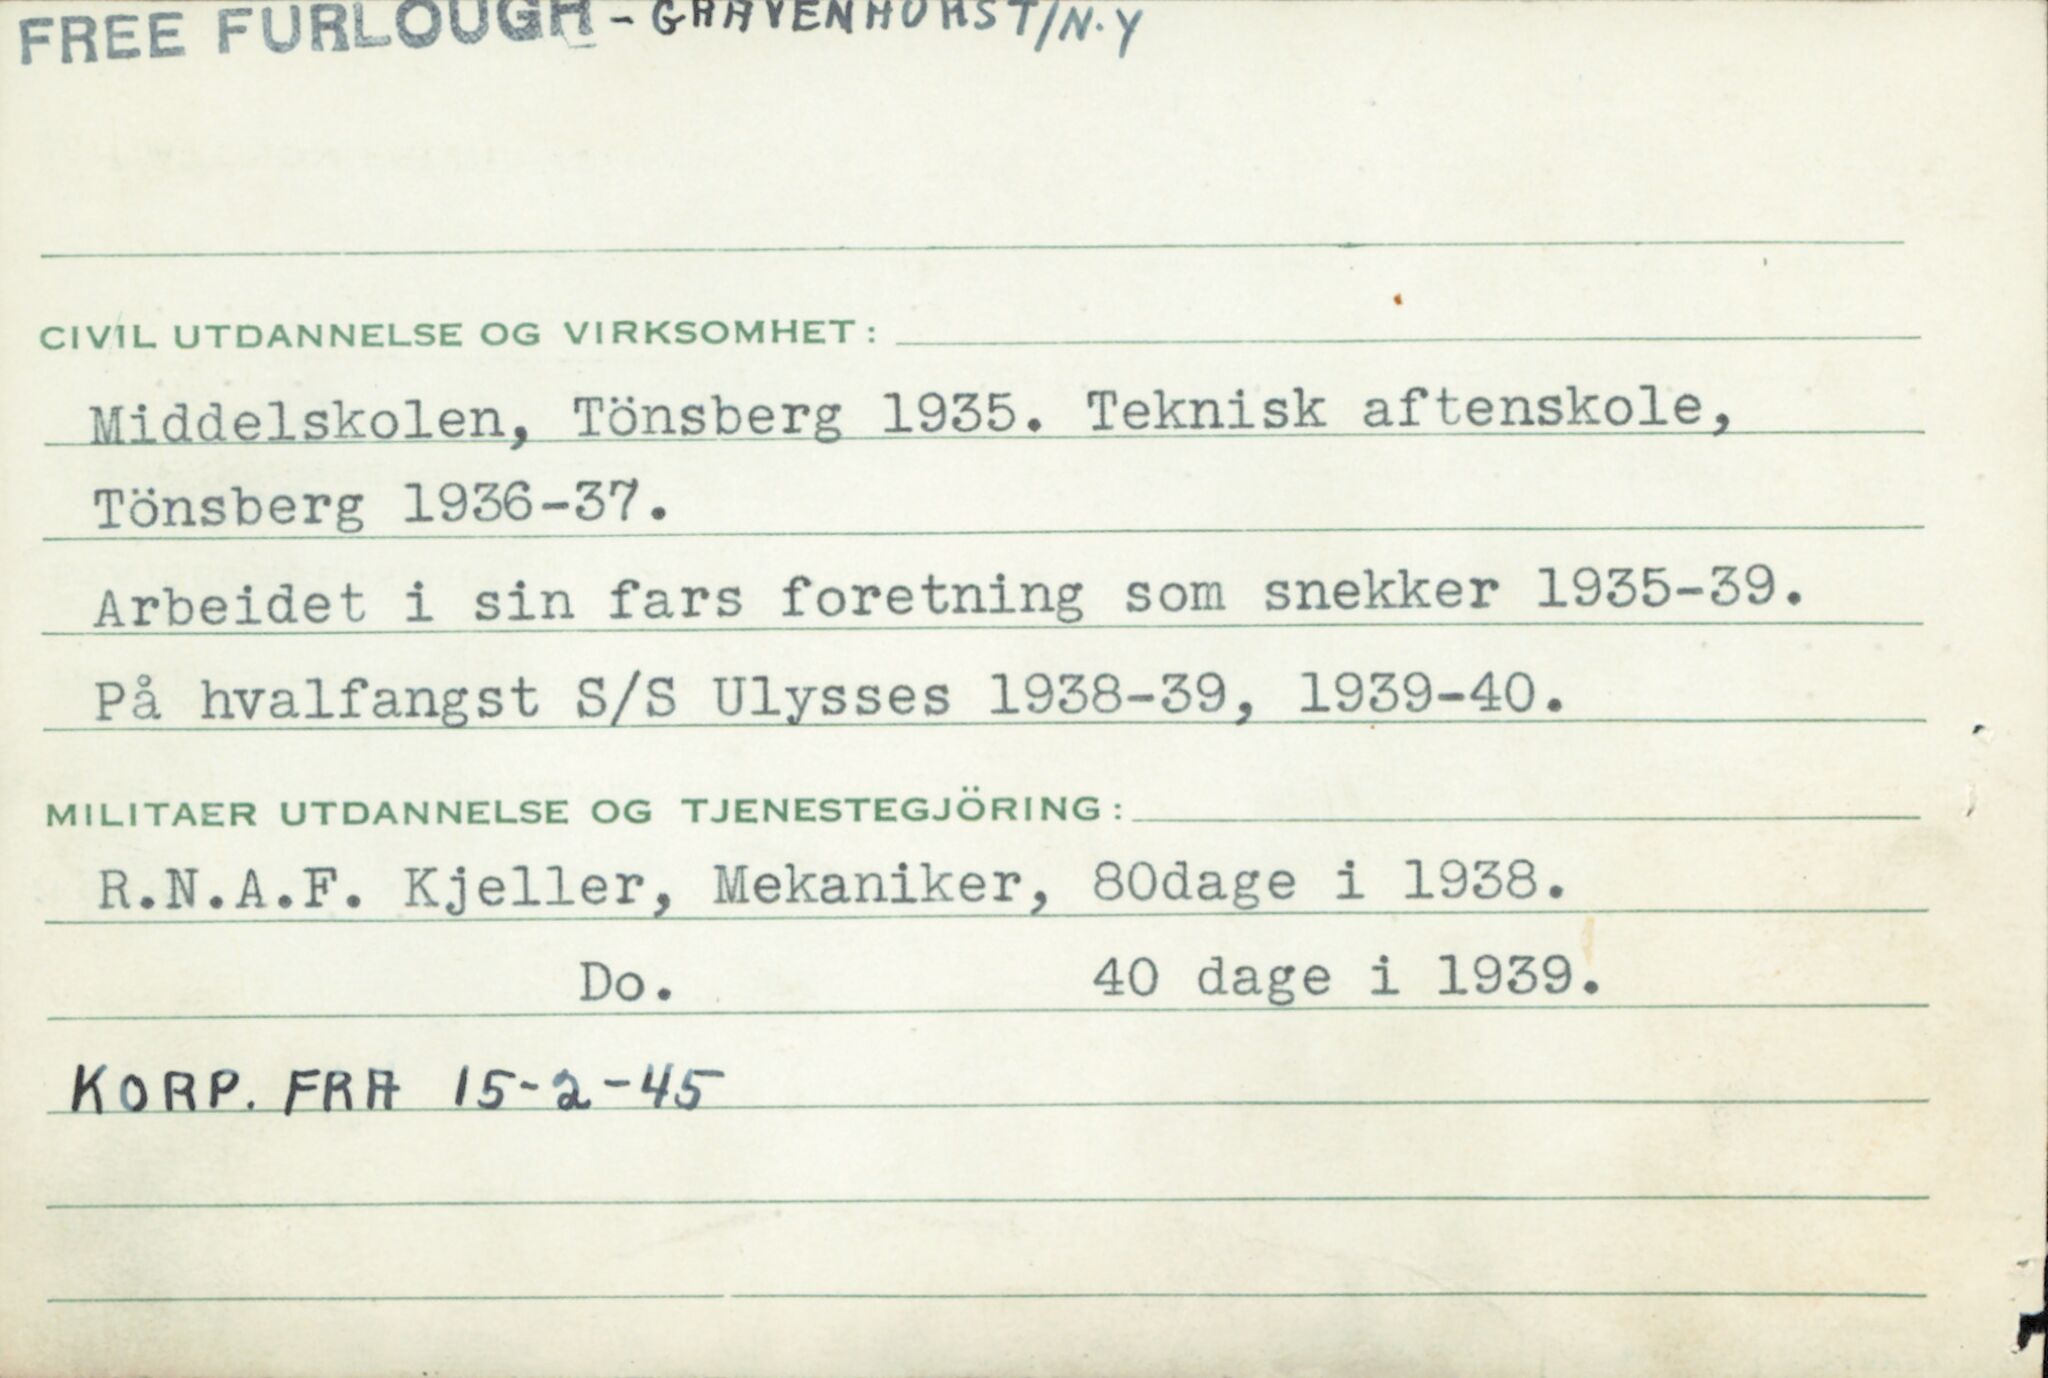 FREE FURLOUGH - GRAVENHURST/N.Y
CIVIL UTDANNELSE OG VIRKSOMHET:
Middelskolen, Tönsberg 1935. Teknisk aftenskole,
Tönsberg 1936-37.
Arbeidet i sin fars foretning som snekker 1935-39.
På hvalfangst S/S Ulysses 1938-39, 1939-40.
MILITAER UTDANNELSE OG TJENESTEGJÖRING:
R.N.A.F. Kjeller, Mekaniker, 80dage i 1938.
Do. 40 dage i 1939.
KORP. FRA 15-2-45